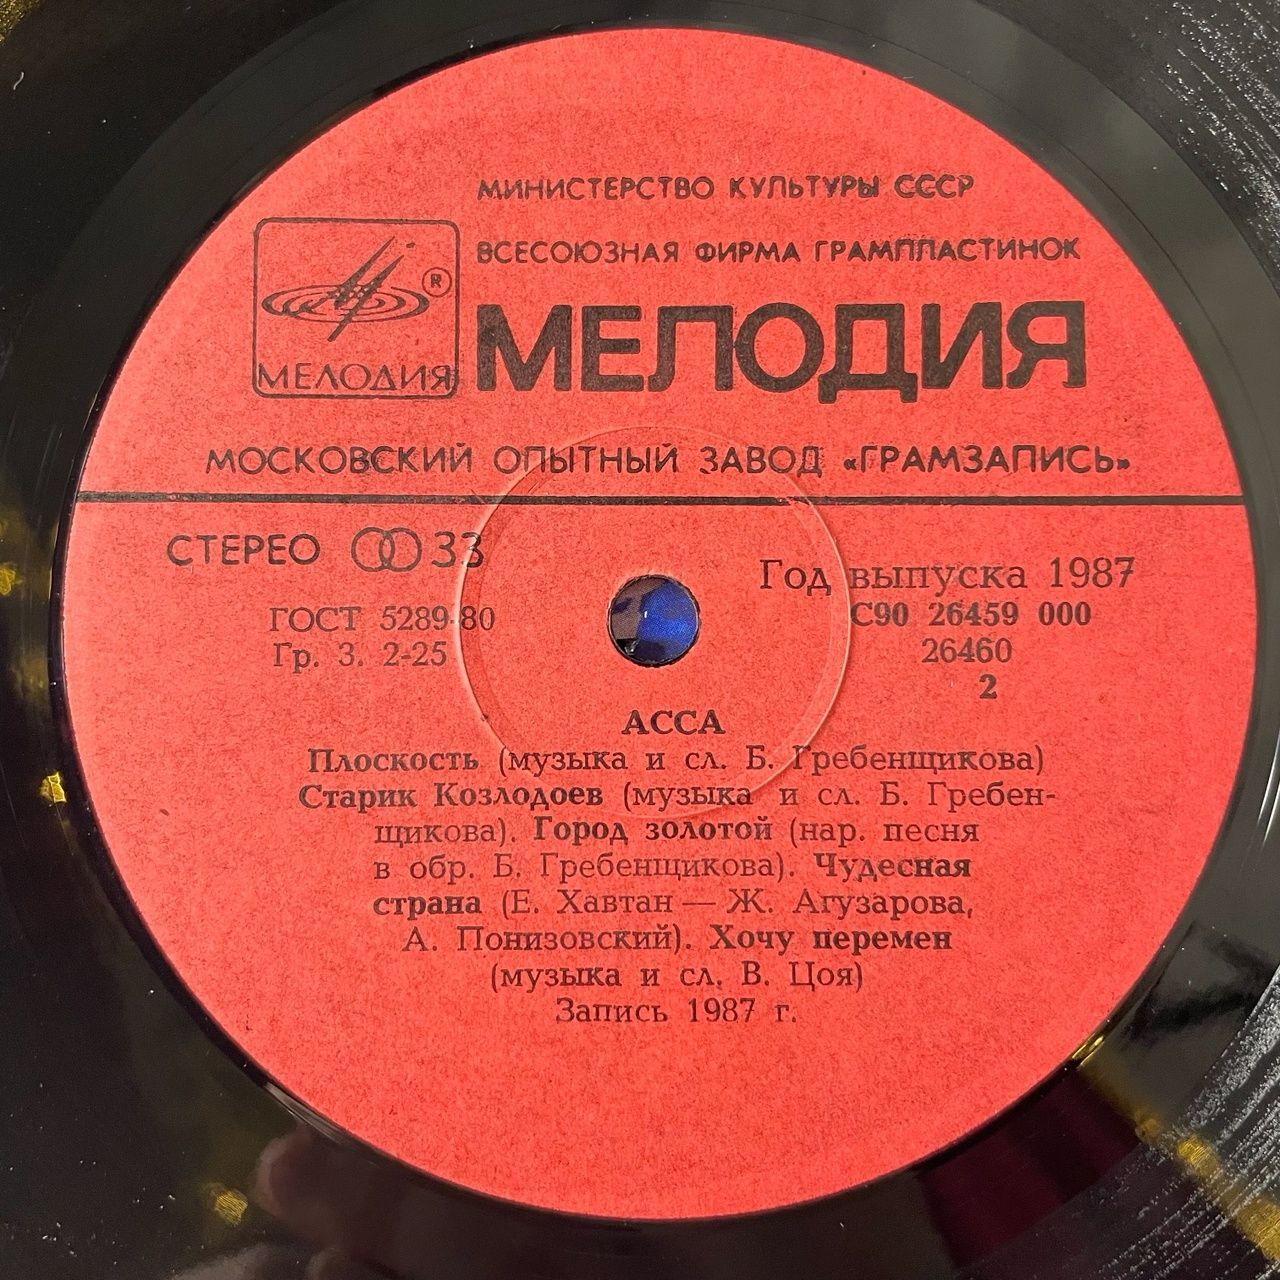 МИНИСТЕРСТВО КУЛЬТУРЫ СССР
ВСЕСОЮЗНАЯ ФИРМА ГРАМПЛАСТИНОК
®
МЕЛОДИЯ
МЕЛОДИЯ
МОСКОВСКИЙ ОПЫТНЫЙ ЗАВОД «ГРАМЗАПИСЬ»
СТЕРЕО 33
Год выпуска 1987
ГОСТ 5289-80
С90 26459 000
Гр. 3. 2-25
26460
2
АССА
Плоскость (музыка и сл. Б. Гребенщикова)
Старик Козлодоев (музыка и сл. Б. Гребен-
щикова). Город золотой (нар. песня
в обр. Б. Гребенщикова). Чудесная
страна (Е. Хавтан — Ж. Агузарова,
А. Понизовский). Хочу перемен
(музыка и сл. В. Цоя)
Запись 1987 г.